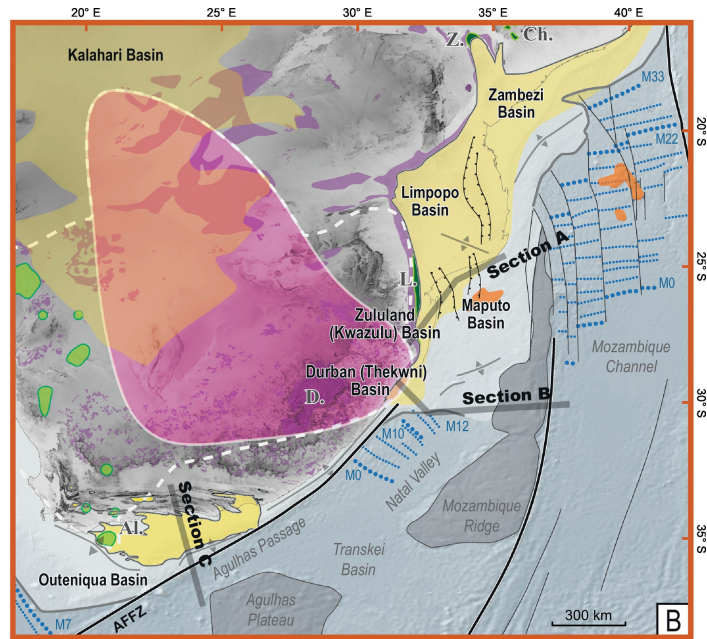 20° E
25° E
30° E
35° E
40° E
Kalahari Basin
Z.
Ch.
M33
Zambezi
Basin
20° S
M22
Limpopo
Basin
Section A
25° S
L.
M0
Maputo
Basin
Zululand
(Kwazulu) Basin
Mozambique
Channel
Durban (Thekwni)
Basin
D.
Section B
30° S
M10
M12
M0
Natal Valley
Section C
Mozambique
Ridge
Al.
Agulhas Passage
Transkei
Basin
35° S
Outeniqua Basin
AFFZ
Agulhas
Plateau
M7
300 km
B